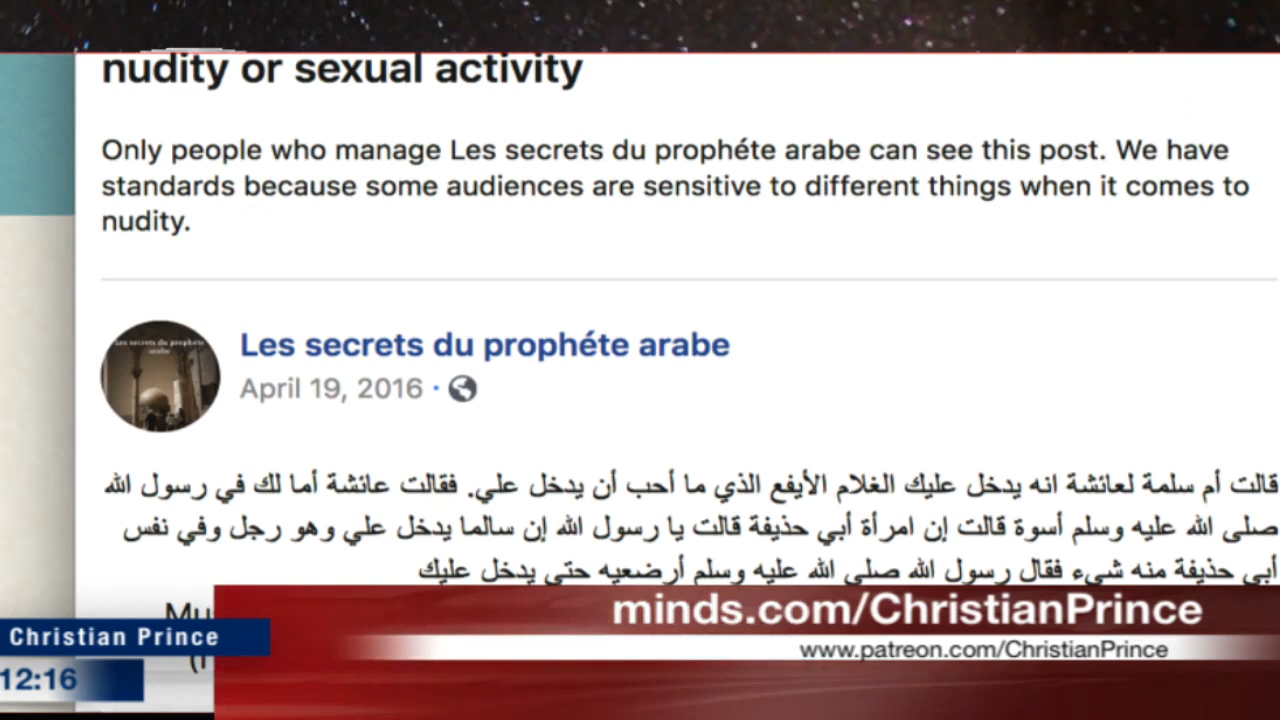 nudity or sexual activity
Only people who manage Les secrets du prophéte arabe can see this post. We have
standards because some audiences are sensitive to different things when it comes to
nudity.
Les secrets du prophéte arabe
Les secrets du prophéte arabe
April 19, 2016 ·
قالت أم سلمة لعائشة انه يدخل عليك الغلام الأيفع الذي ما أحب أن يدخل علي. فقالت عائشة أما لك في رسول الله
صلى الله عليه وسلم أسوة قالت إن امرأة أبي حذيفة قالت يا رسول الله إن سالما يدخل علي وهو رجل وفي نفس
أبي حذيفة منه شيء فقال رسول الله صلى الله عليه وسلم أرضعيه حتى يدخل عليك
minds.com/ChristianPrince
Christian Prince
www.patreon.com/ChristianPrince
12:16